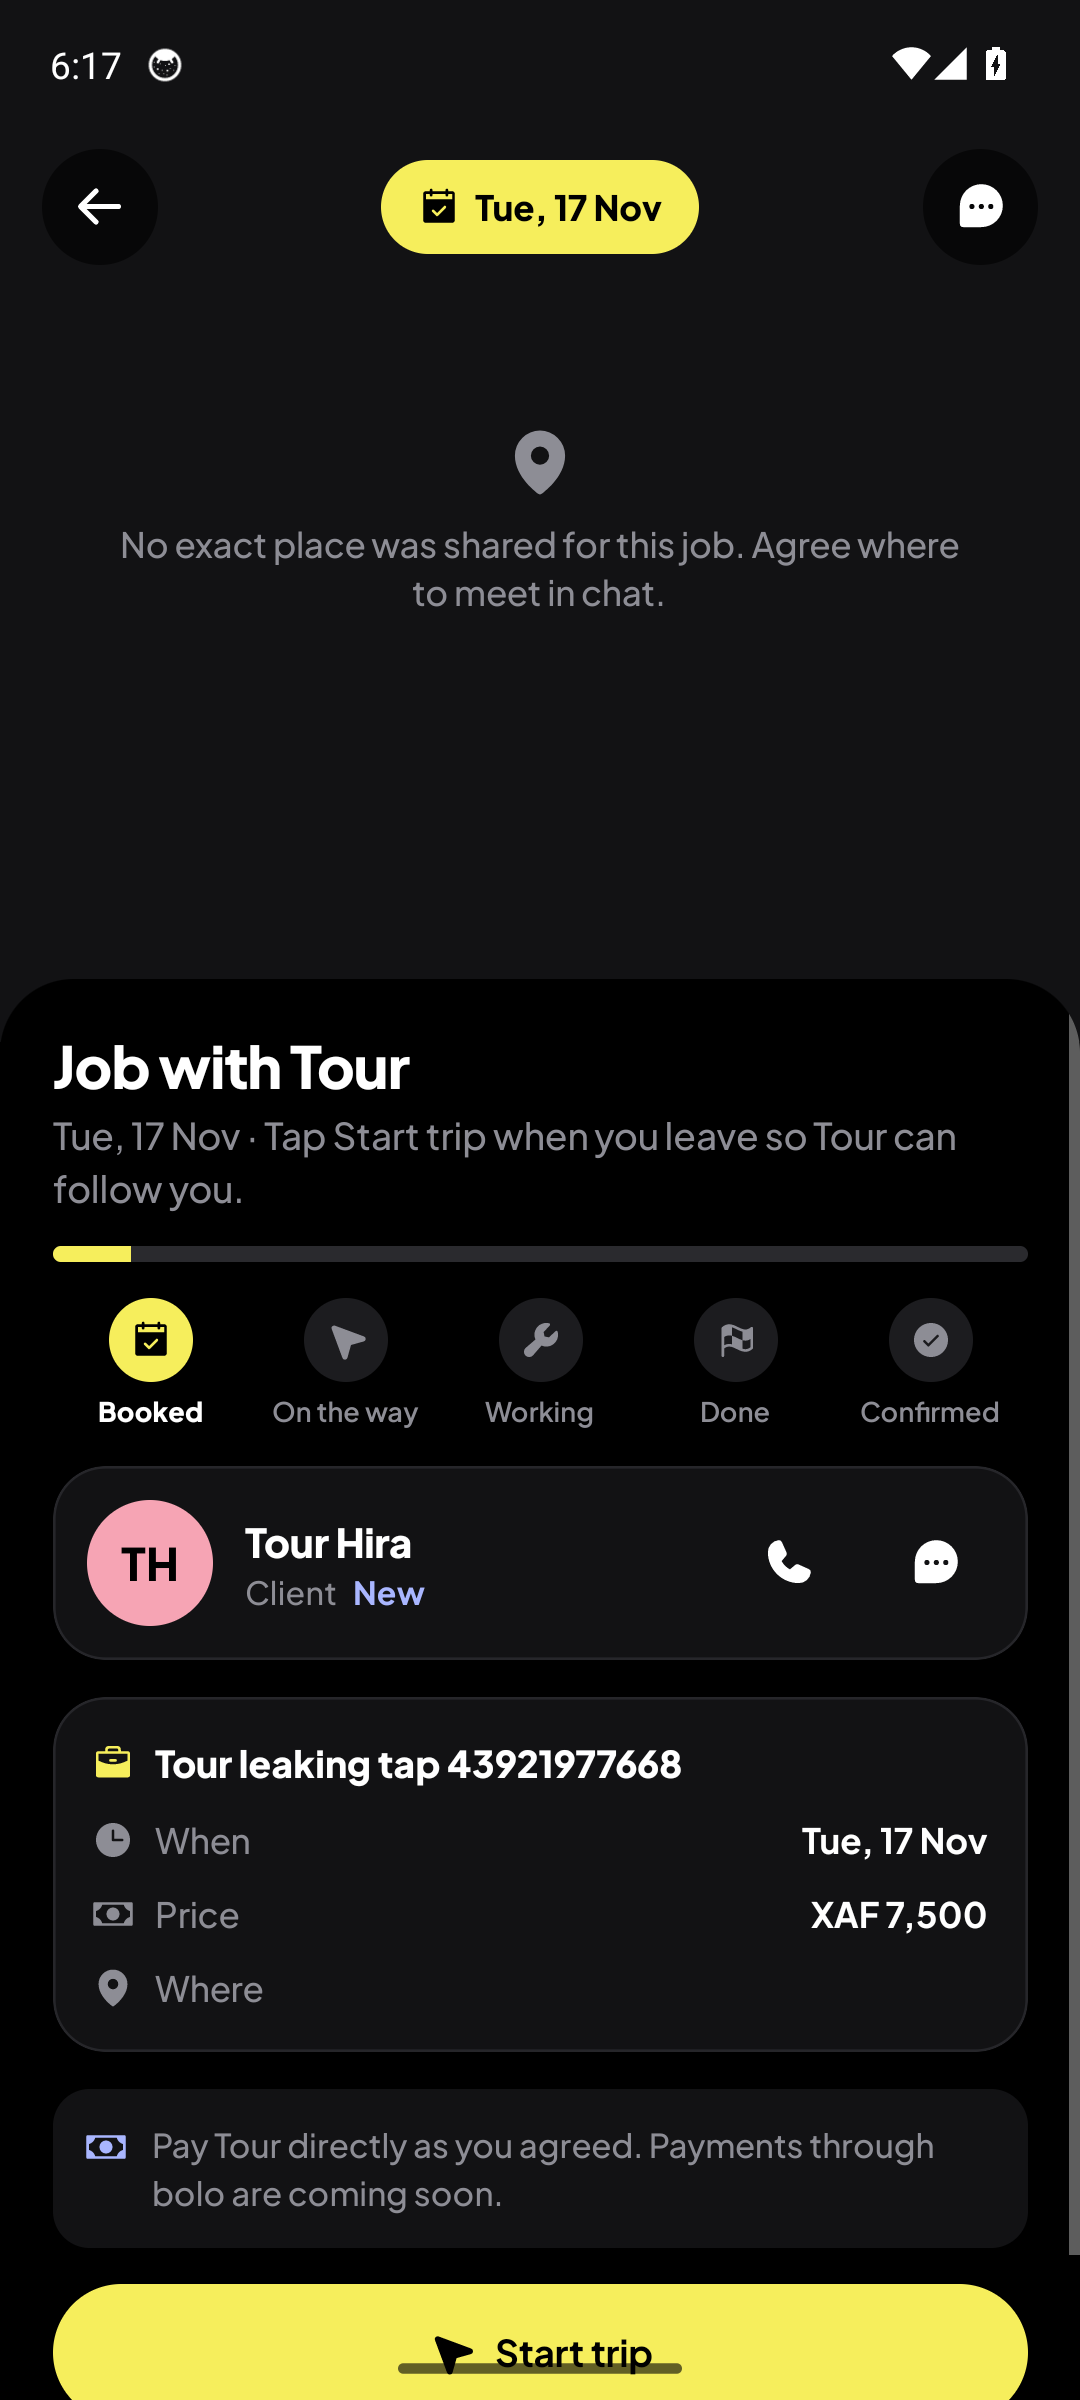 6:17
Tue, 17 Nov
No exact place was shared for this job. Agree where
to meet in chat.
Job with Tour
Tue, 17 Nov · Tap Start trip when you leave so Tour can
follow you.
Booked
On the way
Working
Done
Confirmed
TH
Tour Hira
Client New
Tour leaking tap 43921977668
When
Tue, 17 Nov
Price
XAF 7,500
Where
Pay Tour directly as you agreed. Payments through
bolo are coming soon.
Start trip